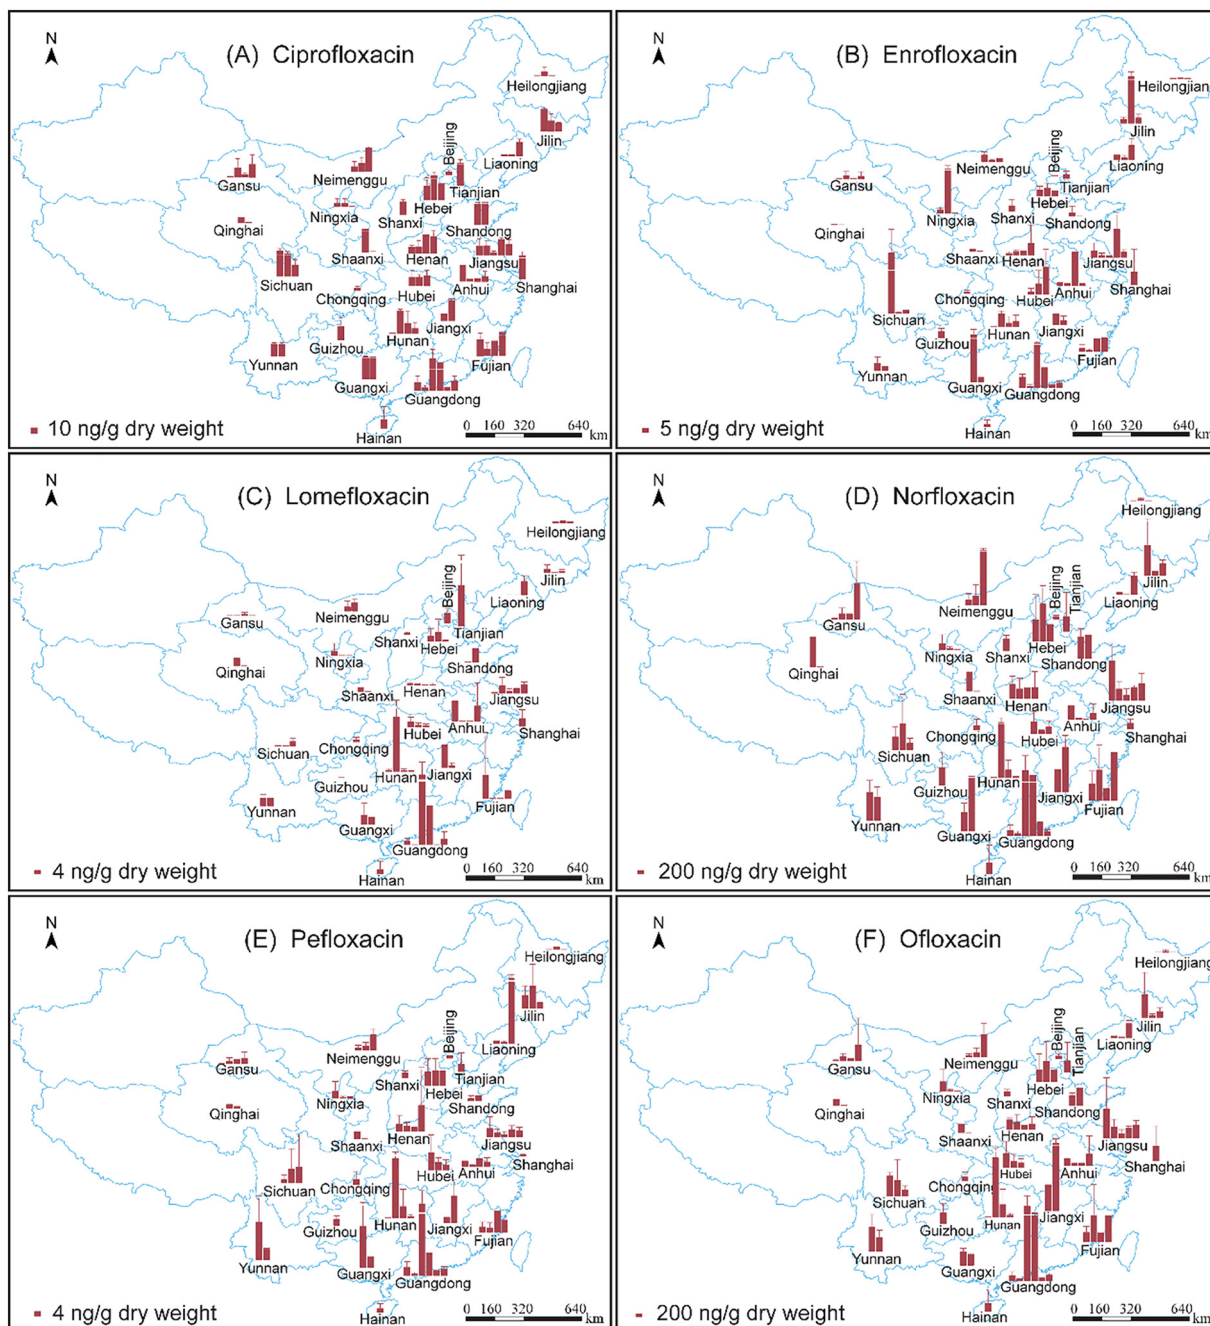 N
(A) Ciprofloxacin
Heilongjiang
Jilin
Liaoning
Beijing
Tianjian
Neimenggu
Gansu
Ningxia
Shanxi
Hebei
Shandong
Qinghai
Shaanxi
Henan
Jiangsu
Sichuan
Chongqing
Hubei
Anhui
Shanghai
Guizhou
Hunan
Jiangxi
Yunnan
Guangxi
Guangdong
Fujian
Hainan
10 ng/g dry weight
0 160 320 640
km
N
(B) Enrofloxacin
Heilongjiang
Jilin
Liaoning
Beijing
Neimenggu
Tianjian
Gansu
Hebei
Ningxia
Shanxi
Shandong
Qinghai
Shaanxi
Henan
Jiangsu
Chongqing
Hubei
Anhui
Shanghai
Sichuan
Hunan
Jiangxi
Guizhou
Fujian
Yunnan
Guangxi
Guangdong
Hainan
5 ng/g dry weight
0 160 320 640
km
N
(C) Lomefloxacin
Heilongjiang
Jilin
Liaoning
Beijing
Neimenggu
Tianjian
Gansu
Shanxi
Hebei
Ningxia
Shandong
Qinghai
Shaanxi
Henan
Jiangsu
Anhui
Shanghai
Sichuan
Chongqing
Hubei
Hunan
Jiangxi
Guizhou
Fujian
Yunnan
Guangxi
Guangdong
Hainan
4 ng/g dry weight
0 160 320 640
km
N
(D) Norfloxacin
Heilongjiang
Jilin
Liaoning
Beijing
Tianjian
Neimenggu
Gansu
Hebei
Ningxia
Shanxi
Shandong
Qinghai
Shaanxi
Henan
Jiangsu
Chongqing
Hubei
Anhui
Shanghai
Sichuan
Hunan
Jiangxi
Guizhou
Fujian
Yunnan
Guangxi
Guangdong
Hainan
200 ng/g dry weight
0 160 320 640
km
N
(E) Pefloxacin
Heilongjiang
Jilin
Liaoning
Beijing
Neimenggu
Tianjian
Gansu
Shanxi
Hebei
Ningxia
Shandong
Qinghai
Henan
Jiangsu
Shaanxi
Shanghai
Hubei
Anhui
Sichuan
Chongqing
Hunan
Jiangxi
Guizhou
Fujian
Yunnan
Guangxi
Guangdong
Hainan
4 ng/g dry weight
0 160 320 640
km
N
(F) Ofloxacin
Heilongjiang
Jilin
Liaoning
Beijing
Tianjian
Neimenggu
Gansu
Hebei
Ningxia
Shanxi
Shandong
Qinghai
Shaanxi
Henan
Jiangsu
Shanghai
Hubei
Anhui
Chongqing
Sichuan
Hunan
Jiangxi
Guizhou
Fujian
Yunnan
Guangxi
Guangdong
Hainan
200 ng/g dry weight
0 160 320 640
km